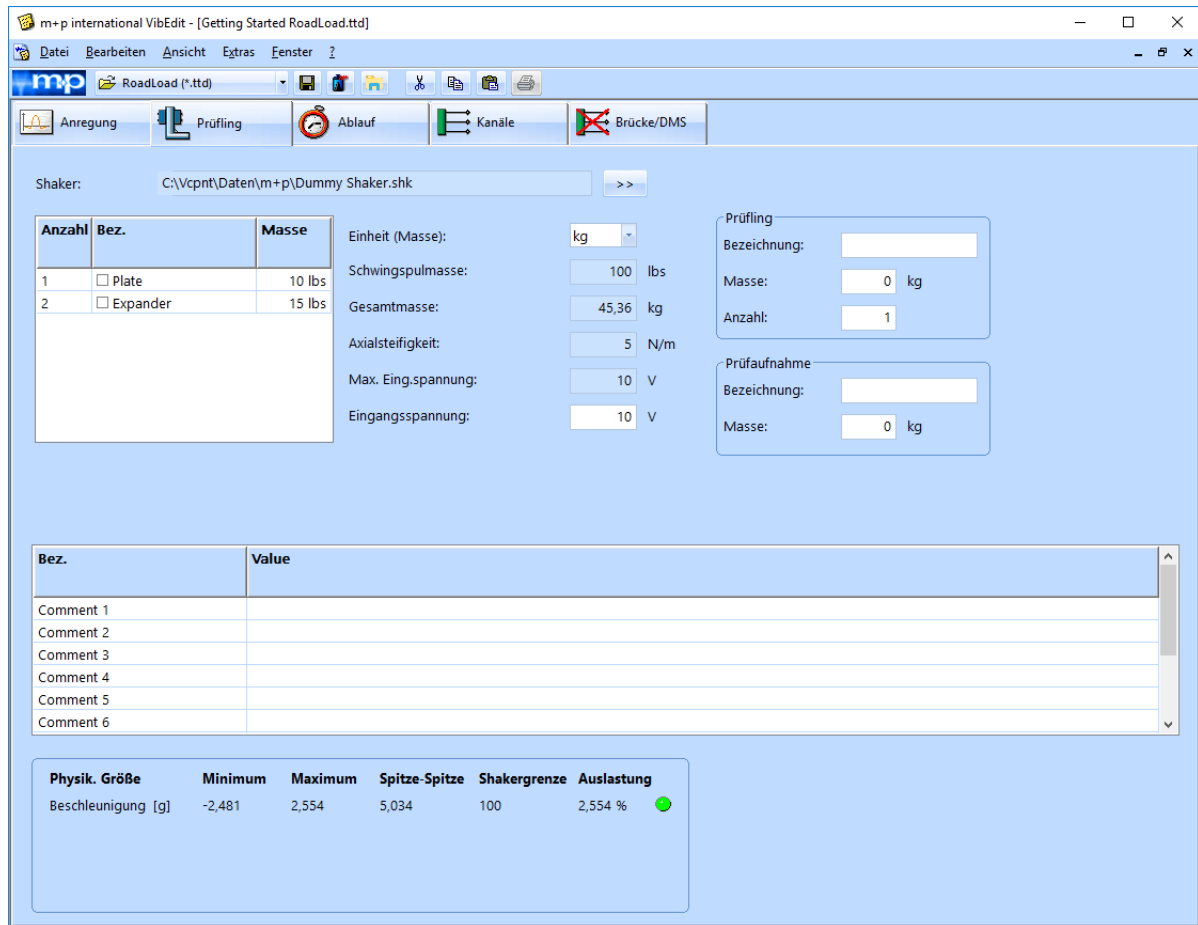 m+p international VibEdit - [Getting Started RoadLoad.ttd]
Datei Bearbeiten Ansicht Extras Fenster ?
m+p RoadLoad (*.ttd)
Anregung Prüfling Ablauf Kanäle Brücke/DMS
Shaker: C:\Vcpnt\Daten\m+p\Dummy Shaker.shk >>
Anzahl Bez. Masse
1 Plate 10 lbs
2 Expander 15 lbs
Einheit (Masse): kg
Schwingspulmasse: 100 lbs
Gesamtmasse: 45,36 kg
Axialsteifigkeit: 5 N/m
Max. Eing.spannung: 10 V
Eingangsspannung: 10 V
Prüfling
Bezeichnung:
Masse: 0 kg
Anzahl: 1
Prüfaufnahme
Bezeichnung:
Masse: 0 kg
Bez. Value
Comment 1
Comment 2
Comment 3
Comment 4
Comment 5
Comment 6
Physik. Größe Minimum Maximum Spitze-Spitze Shakergrenze Auslastung
Beschleunigung [g] -2,481 2,554 5,034 100 2,554 %